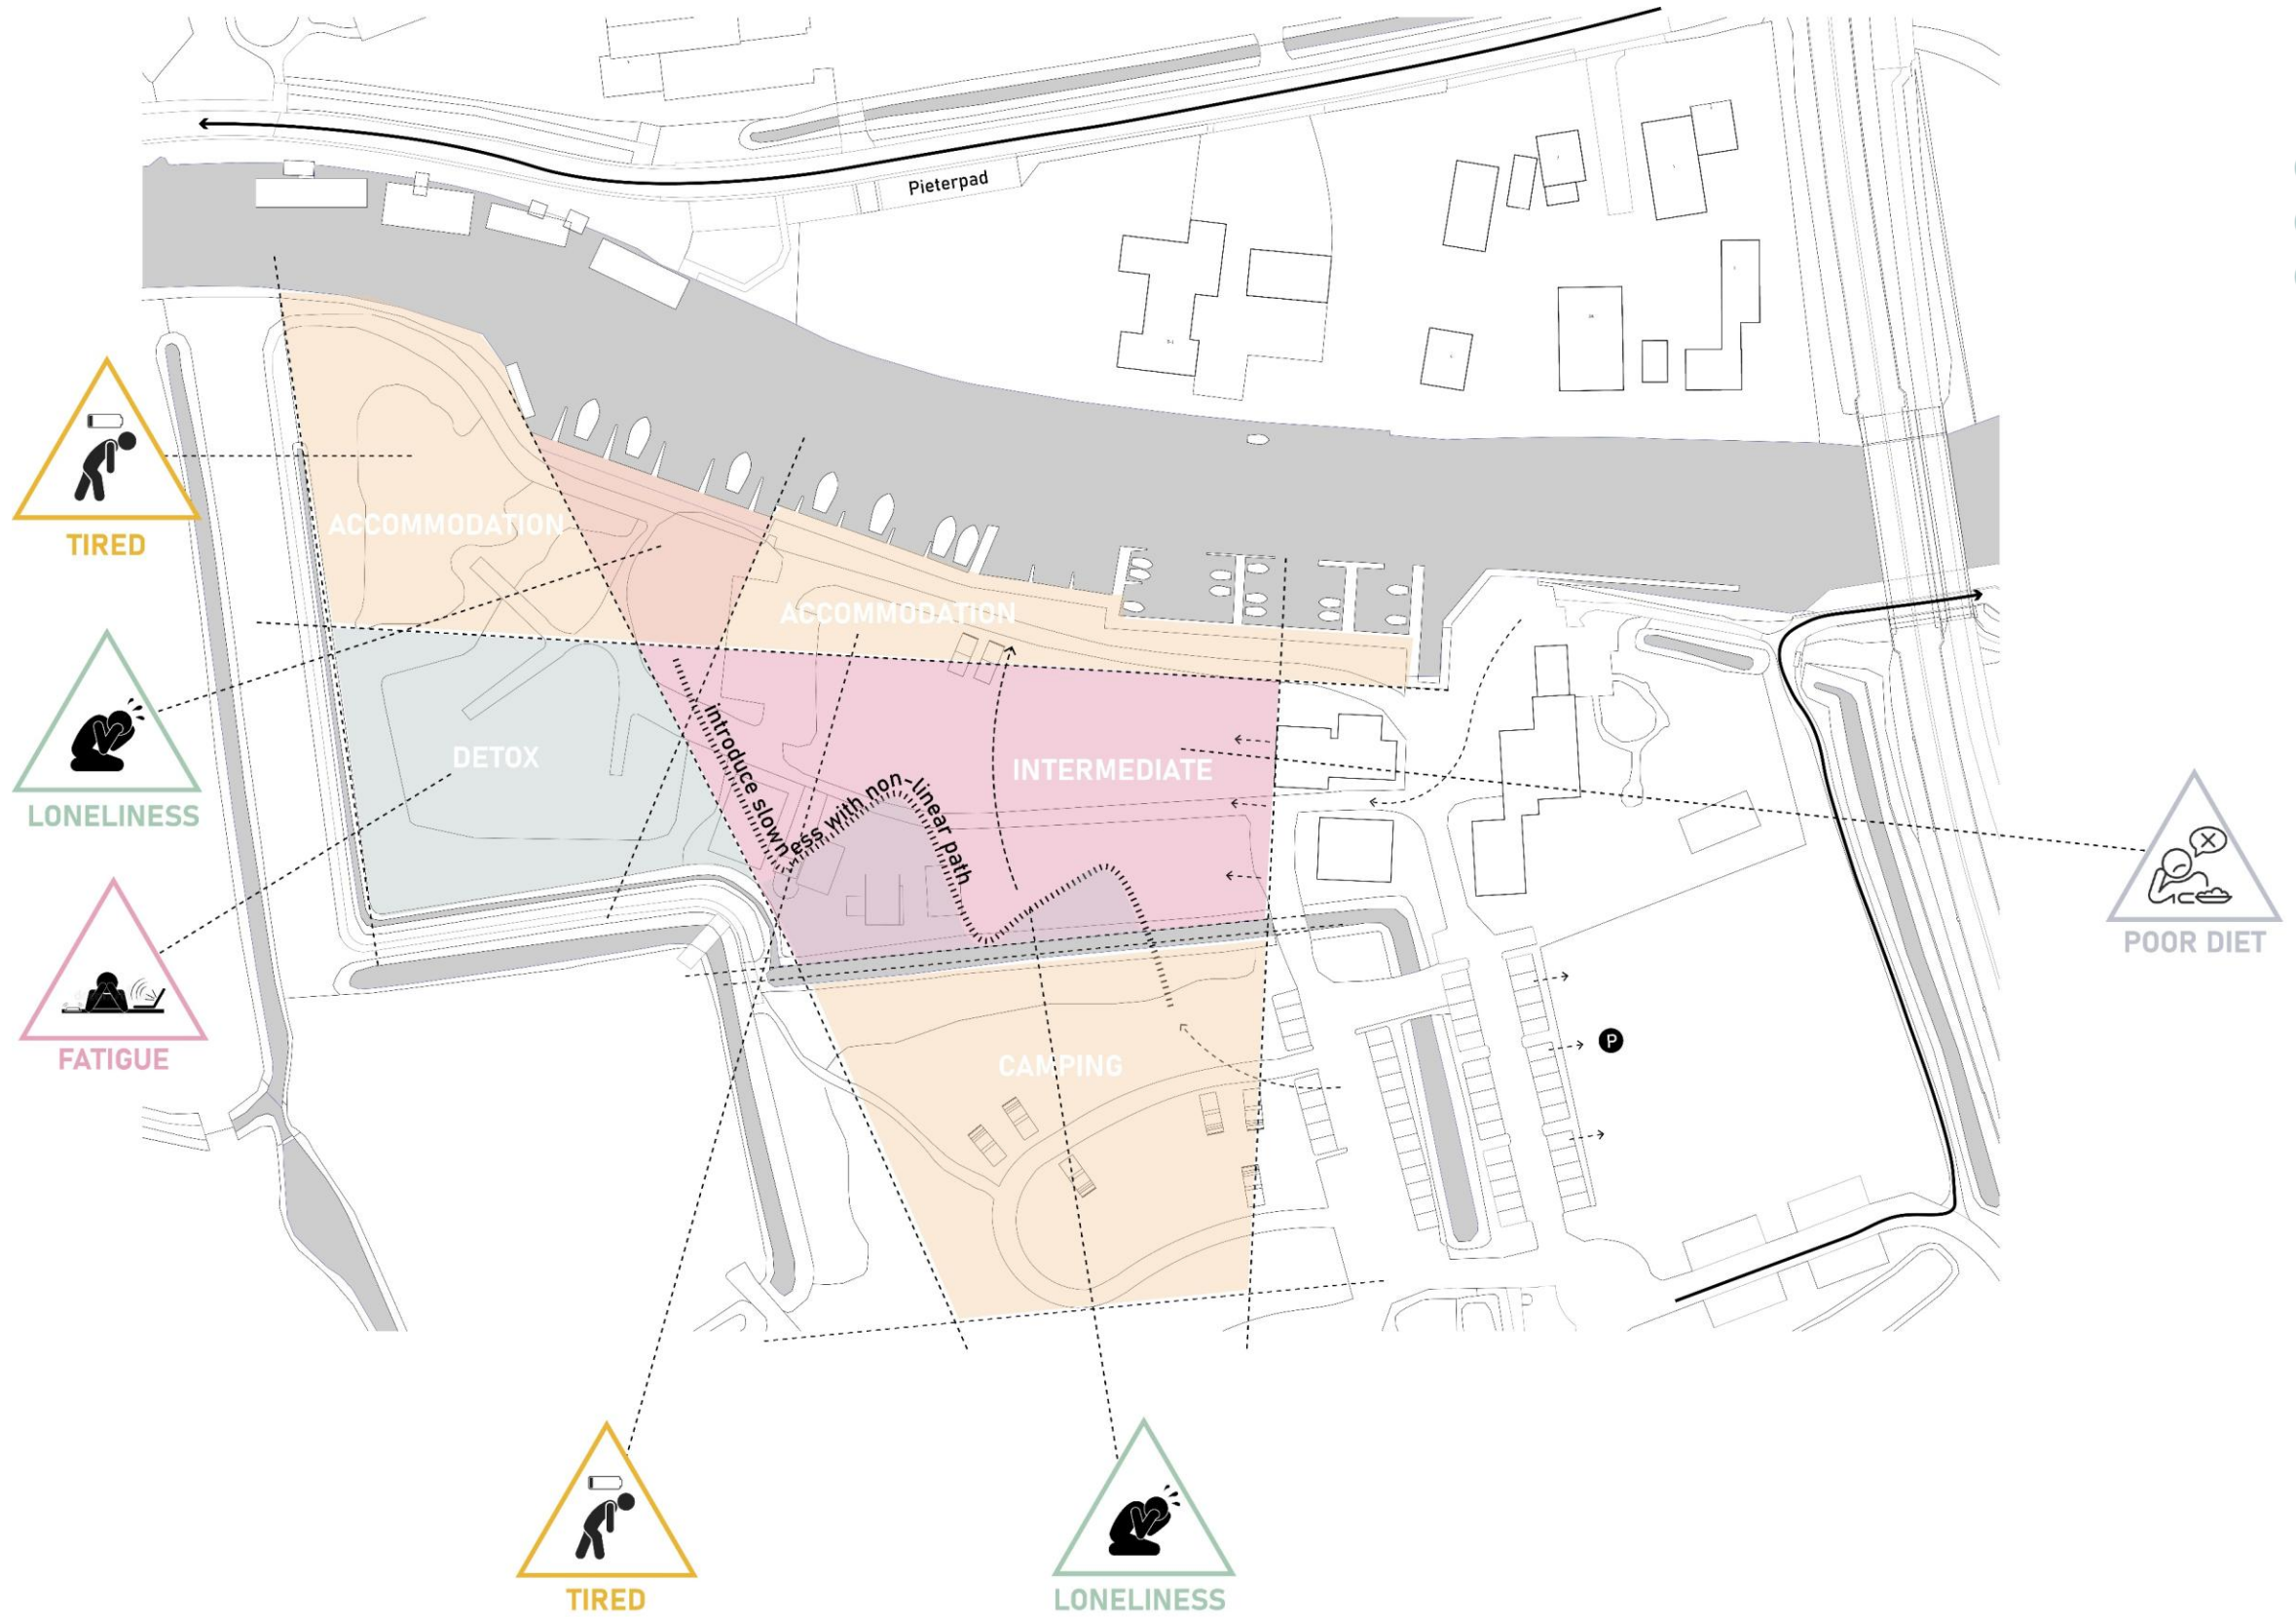 Pieterpad
TIRED
ACCOMMODATION
ACCOMMODATION
LONELINESS
DETOX
INTERMEDIATE
introduce slowness with non-linear path
POOR DIET
FATIGUE
P
CAMPING
TIRED
LONELINESS